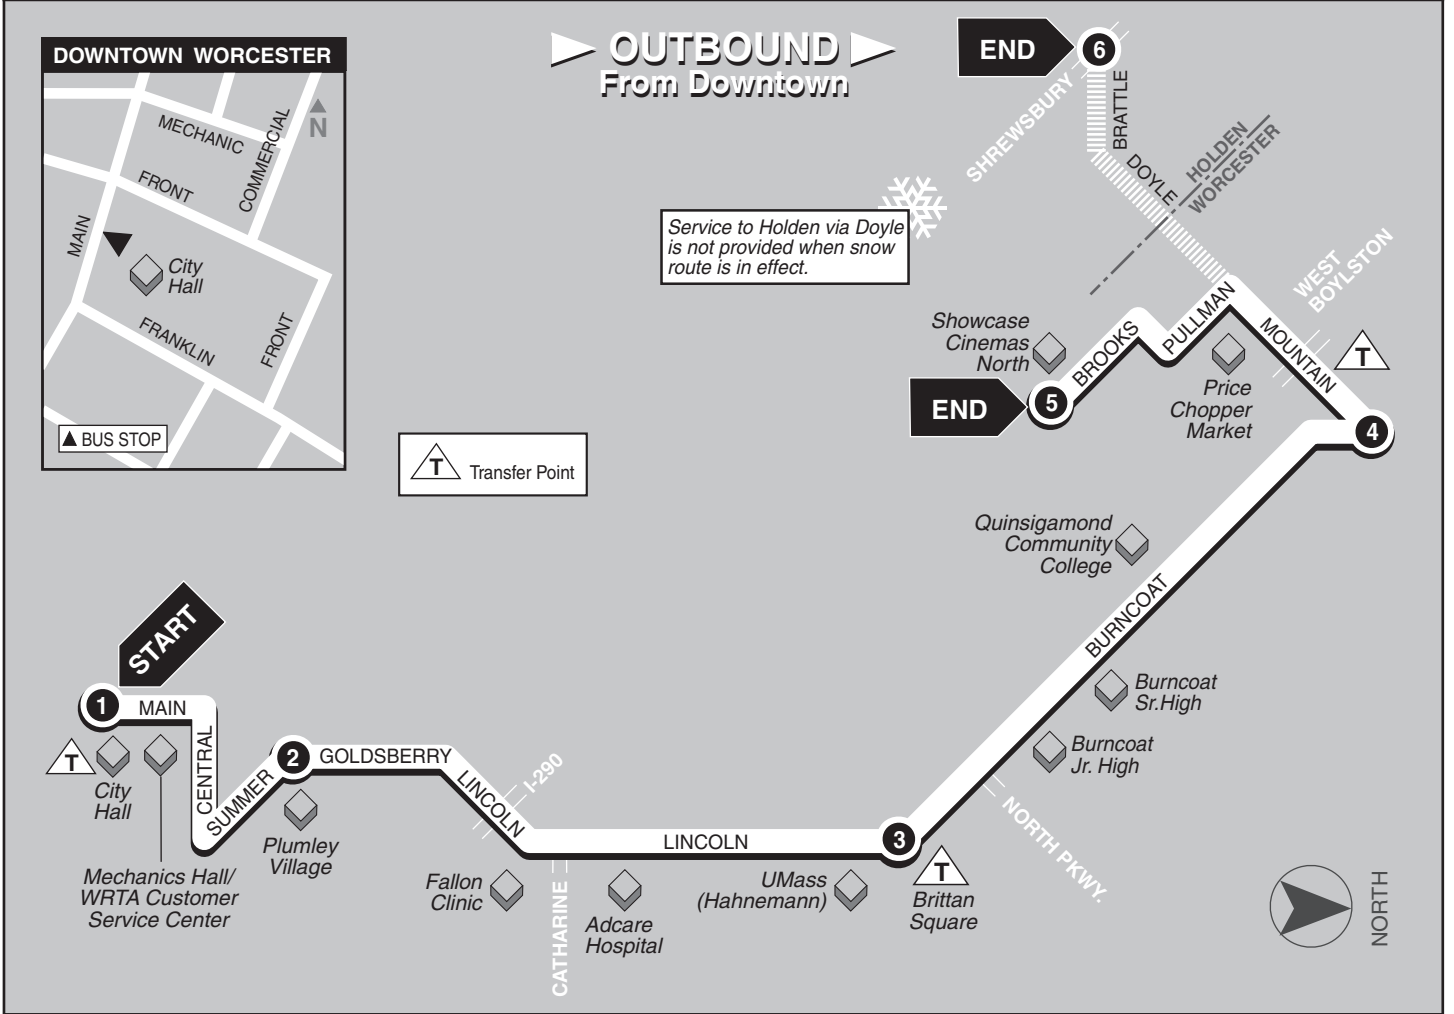 DOWNTOWN WORCESTER
MECHANIC
COMMERCIAL
N
FRONT
MAIN
City
Hall
FRANKLIN
FRONT
BUS STOP
OUTBOUND
From Downtown
END
6
SHREWSBURY
BRATTLE
DOYLE
HOLDEN
WORCESTER
Service to Holden via Doyle
is not provided when snow
route is in effect.
WEST
BOYLSTON
Showcase
Cinemas
North
BROOKS
PULLMAN
MOUNTAIN
T
END
5
Price
Chopper
Market
4
T
Transfer Point
Quinsigamond
Community
College
BURNCOAT
START
1
MAIN
T
City
Hall
CENTRAL
SUMMER
2
GOLDSBERRY
Mechanics Hall/
WRTA Customer
Service Center
Plumley
Village
LINCOLN
I-290
LINCOLN
3
Fallon
Clinic
CATHARINE
Adcare
Hospital
UMass
(Hahnemann)
T
Brittan
Square
Burncoat
Sr.High
Burncoat
Jr. High
NORTH PKWY.
NORTH